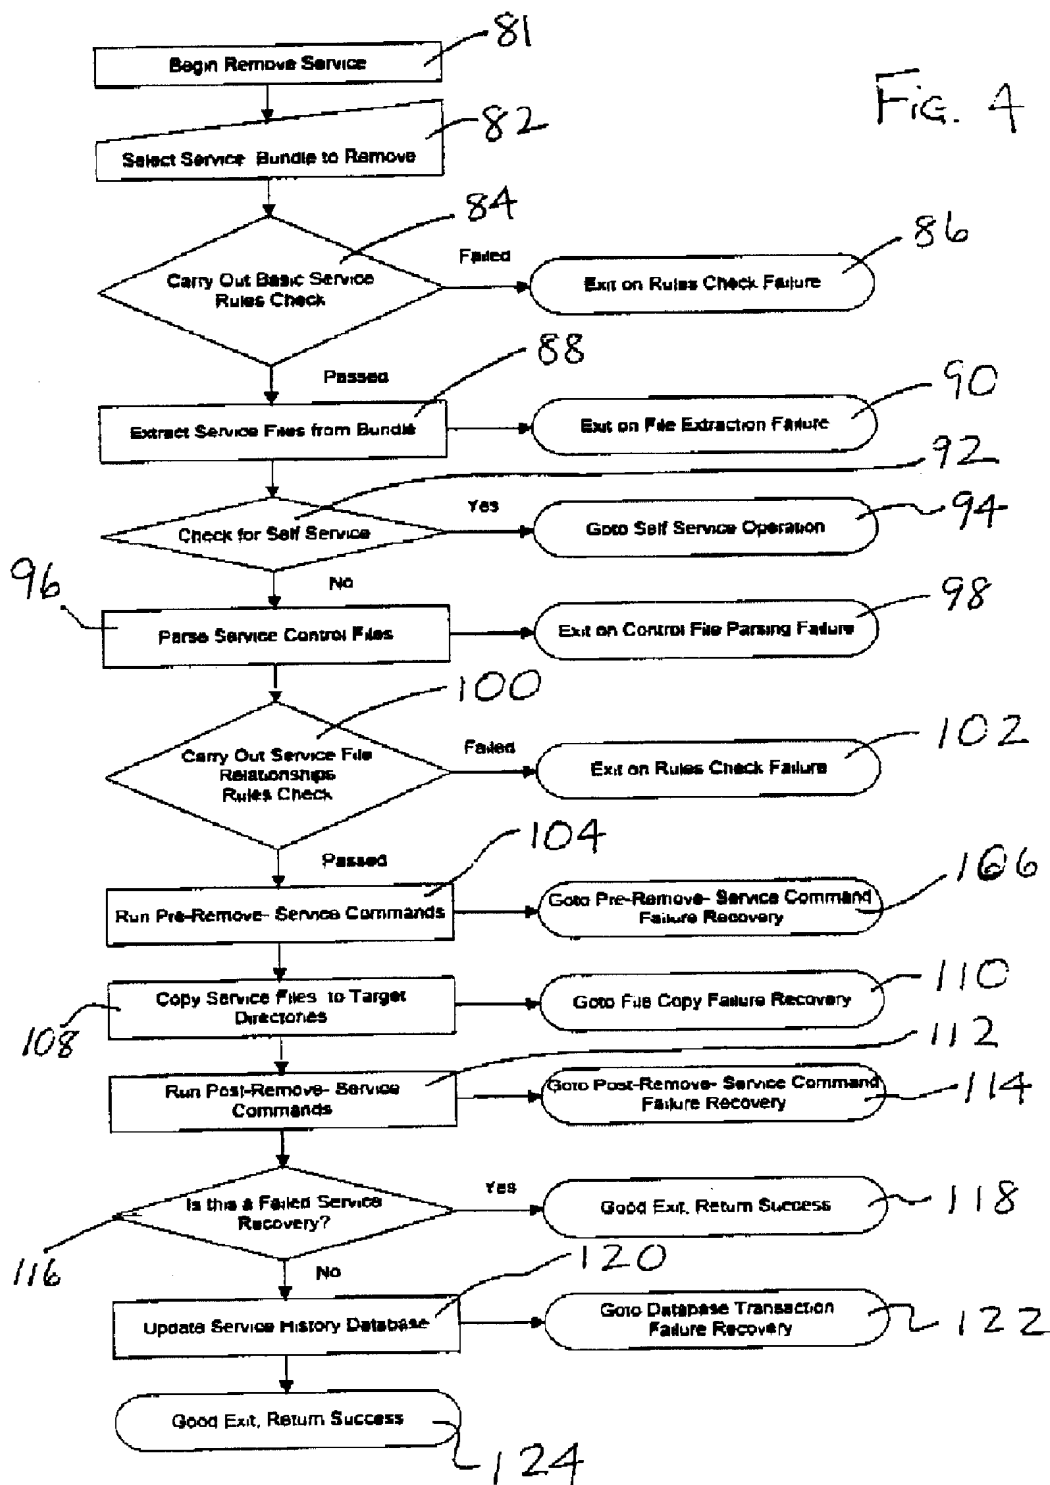 81
Begin Remove Service
Fig. 4
82
Select Service Bundle to Remove
84
86
Failed
Carry Out Basic Service
Rules Check
Exit on Rules Check Failure
88
Passed
90
Extract Service Files from Bundle
Exit on File Extraction Failure
92
Yes
94
Check for Self Service
Goto Self Service Operation
96
No
98
Parse Service Control Files
Exit on Control File Parsing Failure
100
102
Failed
Carry Out Service File
Relationships
Rules Check
Exit on Rules Check Failure
104
Passed
106
Run Pre-Remove- Service Commands
Goto Pre-Remove- Service Command
Failure Recovery
110
Copy Service Files to Target
Directories
Goto File Copy Failure Recovery
108
112
Run Post-Remove- Service
Commands
Goto Post-Remove- Service Command
Failure Recovery
114
Yes
Is this a Failed Service
Recovery?
Good Exit, Return Success
118
116
No
120
Update Service History Database
Goto Database Transaction
Failure Recovery
122
Good Exit, Return Success
124